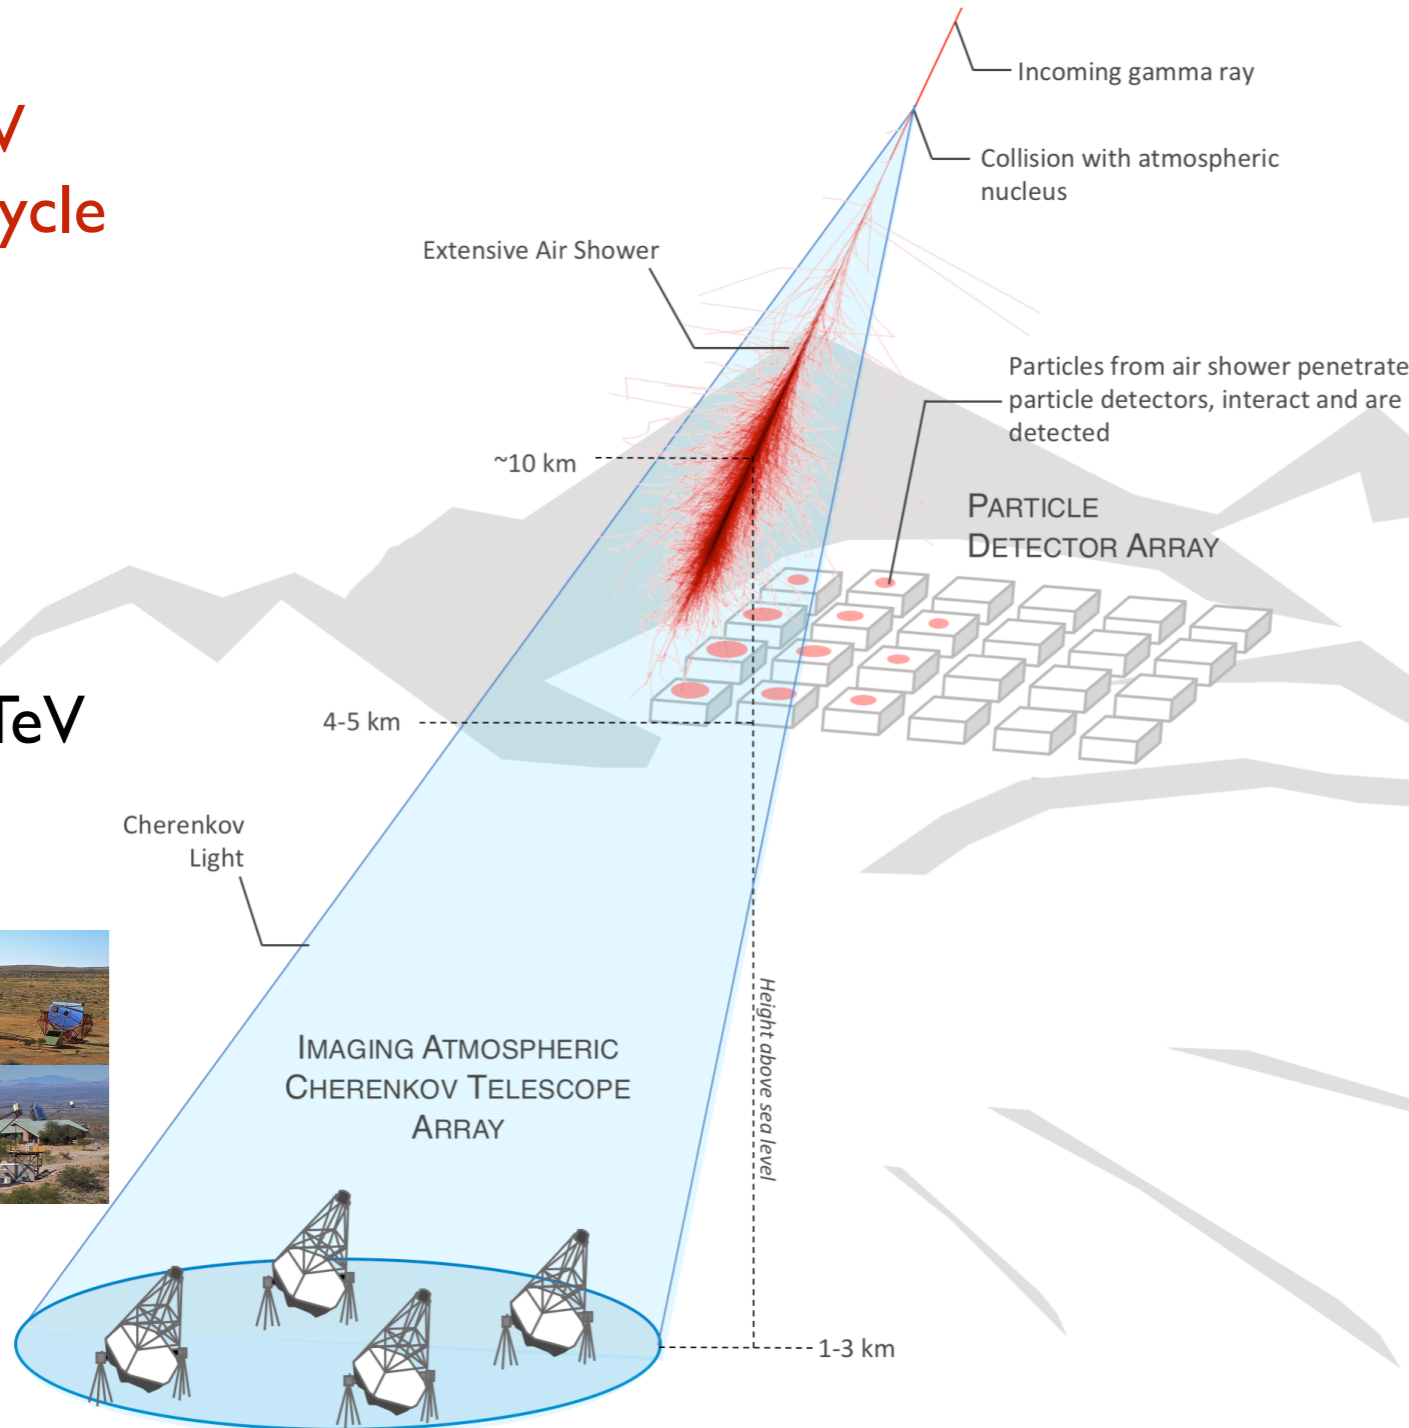 V
ycle
Incoming gamma ray
Collision with atmospheric
nucleus
Extensive Air Shower
Particles from air shower penetrate
particle detectors, interact and are
detected
~10 km
PARTICLE
DETECTOR ARRAY
TeV
4-5 km
Cherenkov
Light
Height above sea level
IMAGING ATMOSPHERIC
CHERENKOV TELESCOPE
ARRAY
1-3 km